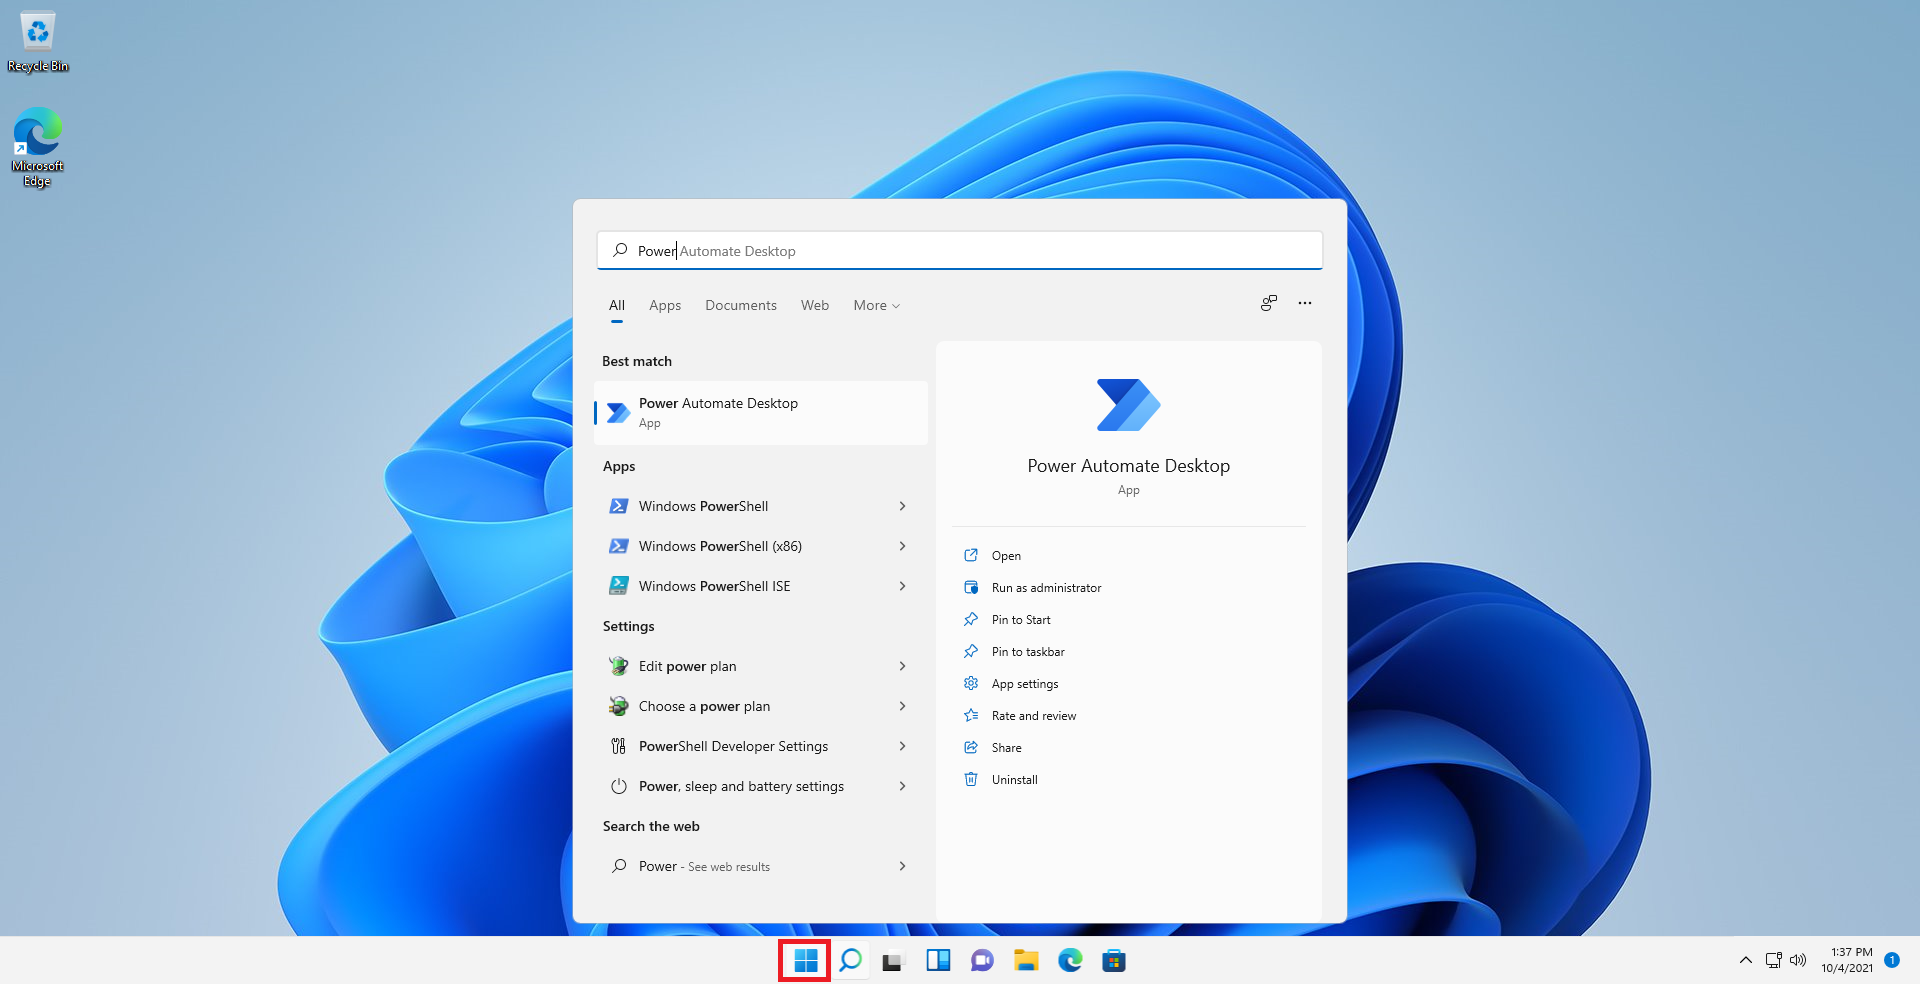 Recycle Bin
Microsoft
Edge
Power Automate Desktop
All Apps Documents Web More
Best match
Power Automate Desktop
App
Apps
Windows PowerShell
Windows PowerShell (x86)
Windows PowerShell ISE
Settings
Edit power plan
Choose a power plan
PowerShell Developer Settings
Power, sleep and battery settings
Search the web
Power - See web results
Power Automate Desktop
App
Open
Run as administrator
Pin to Start
Pin to taskbar
App settings
Rate and review
Share
Uninstall
1:37 PM
10/4/2021
1